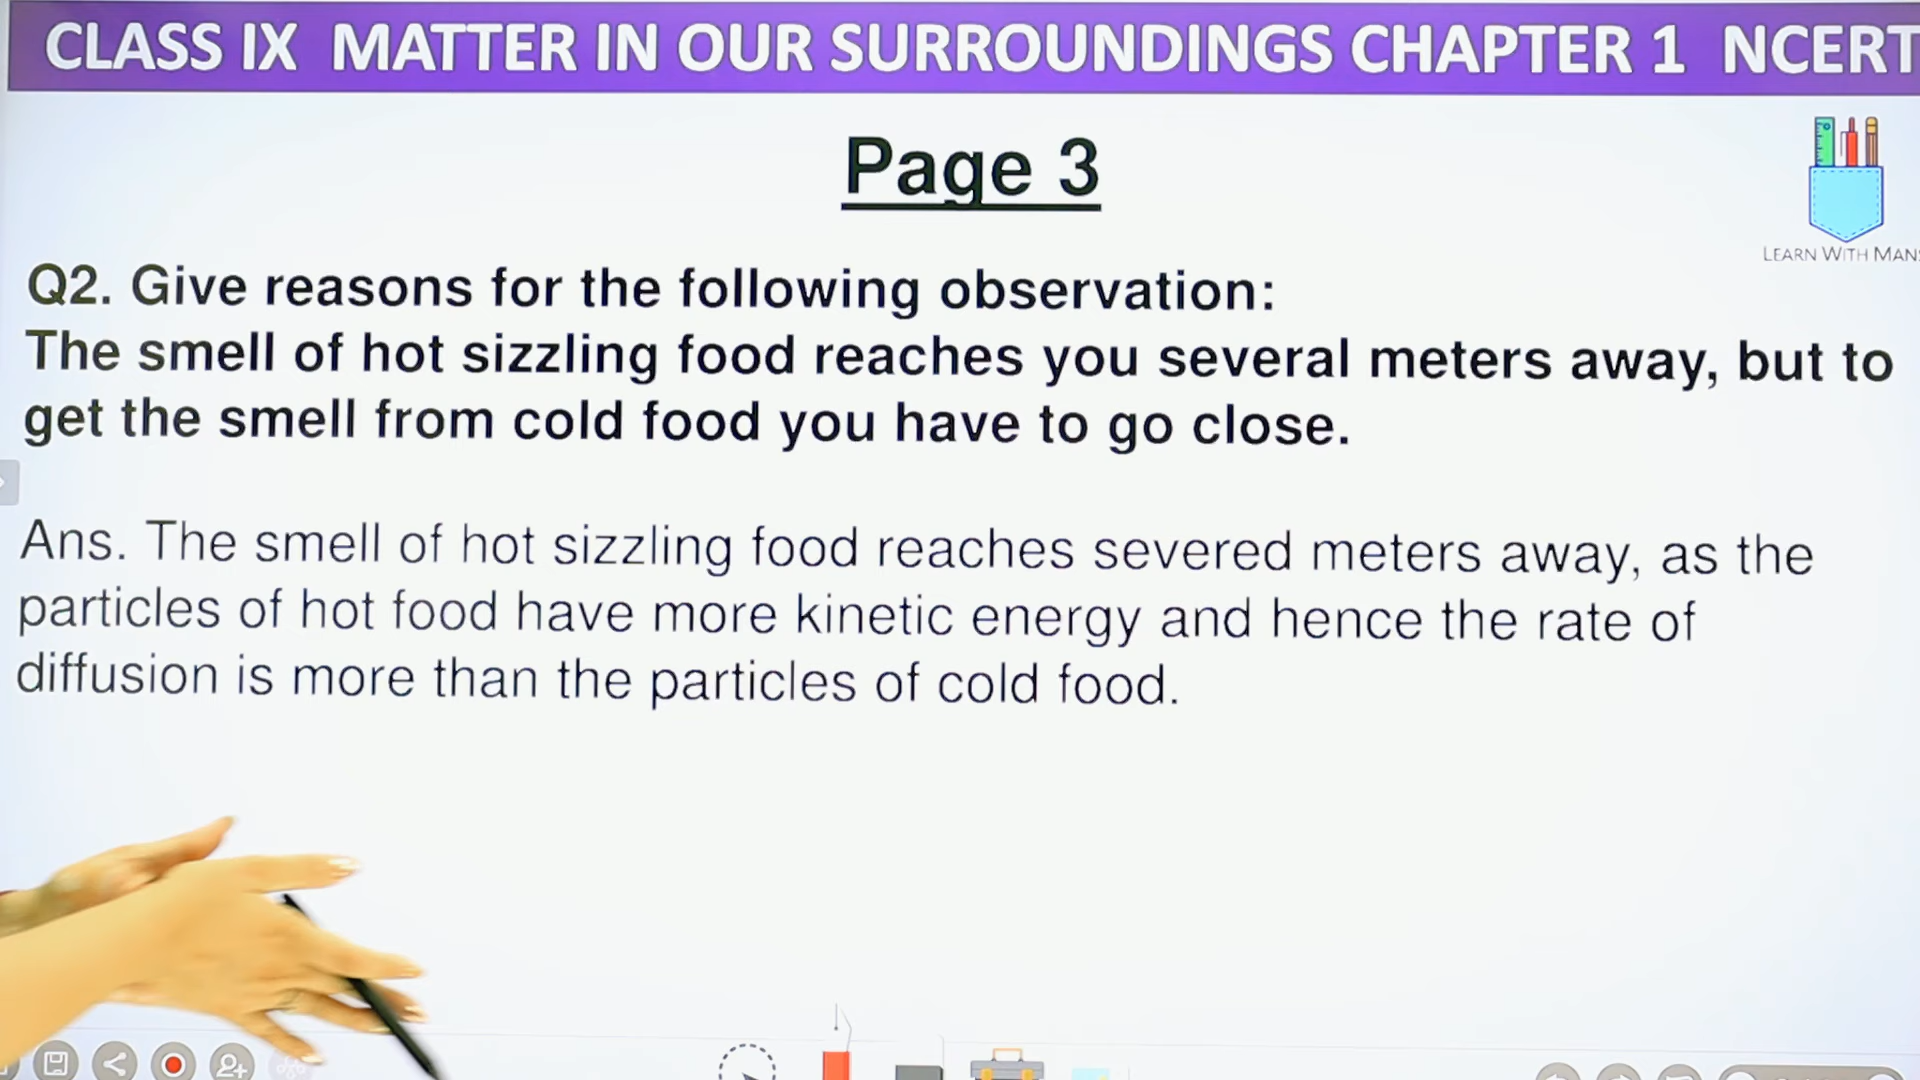 CLASS IX MATTER IN OUR SURROUNDINGS CHAPTER 1 NCERT
Page 3
LEARN WITH MANS
Q2. Give reasons for the following observation:
The smell of hot sizzling food reaches you several meters away, but to
get the smell from cold food you have to go close.
Ans. The smell of hot sizzling food reaches severed meters away, as the
particles of hot food have more kinetic energy and hence the rate of
diffusion is more than the particles of cold food.